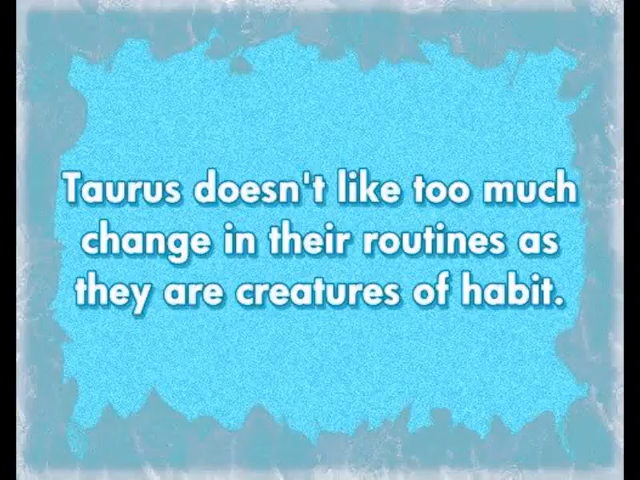 Taurus doesn't like too much
change in their routines as
they are creatures of habit.